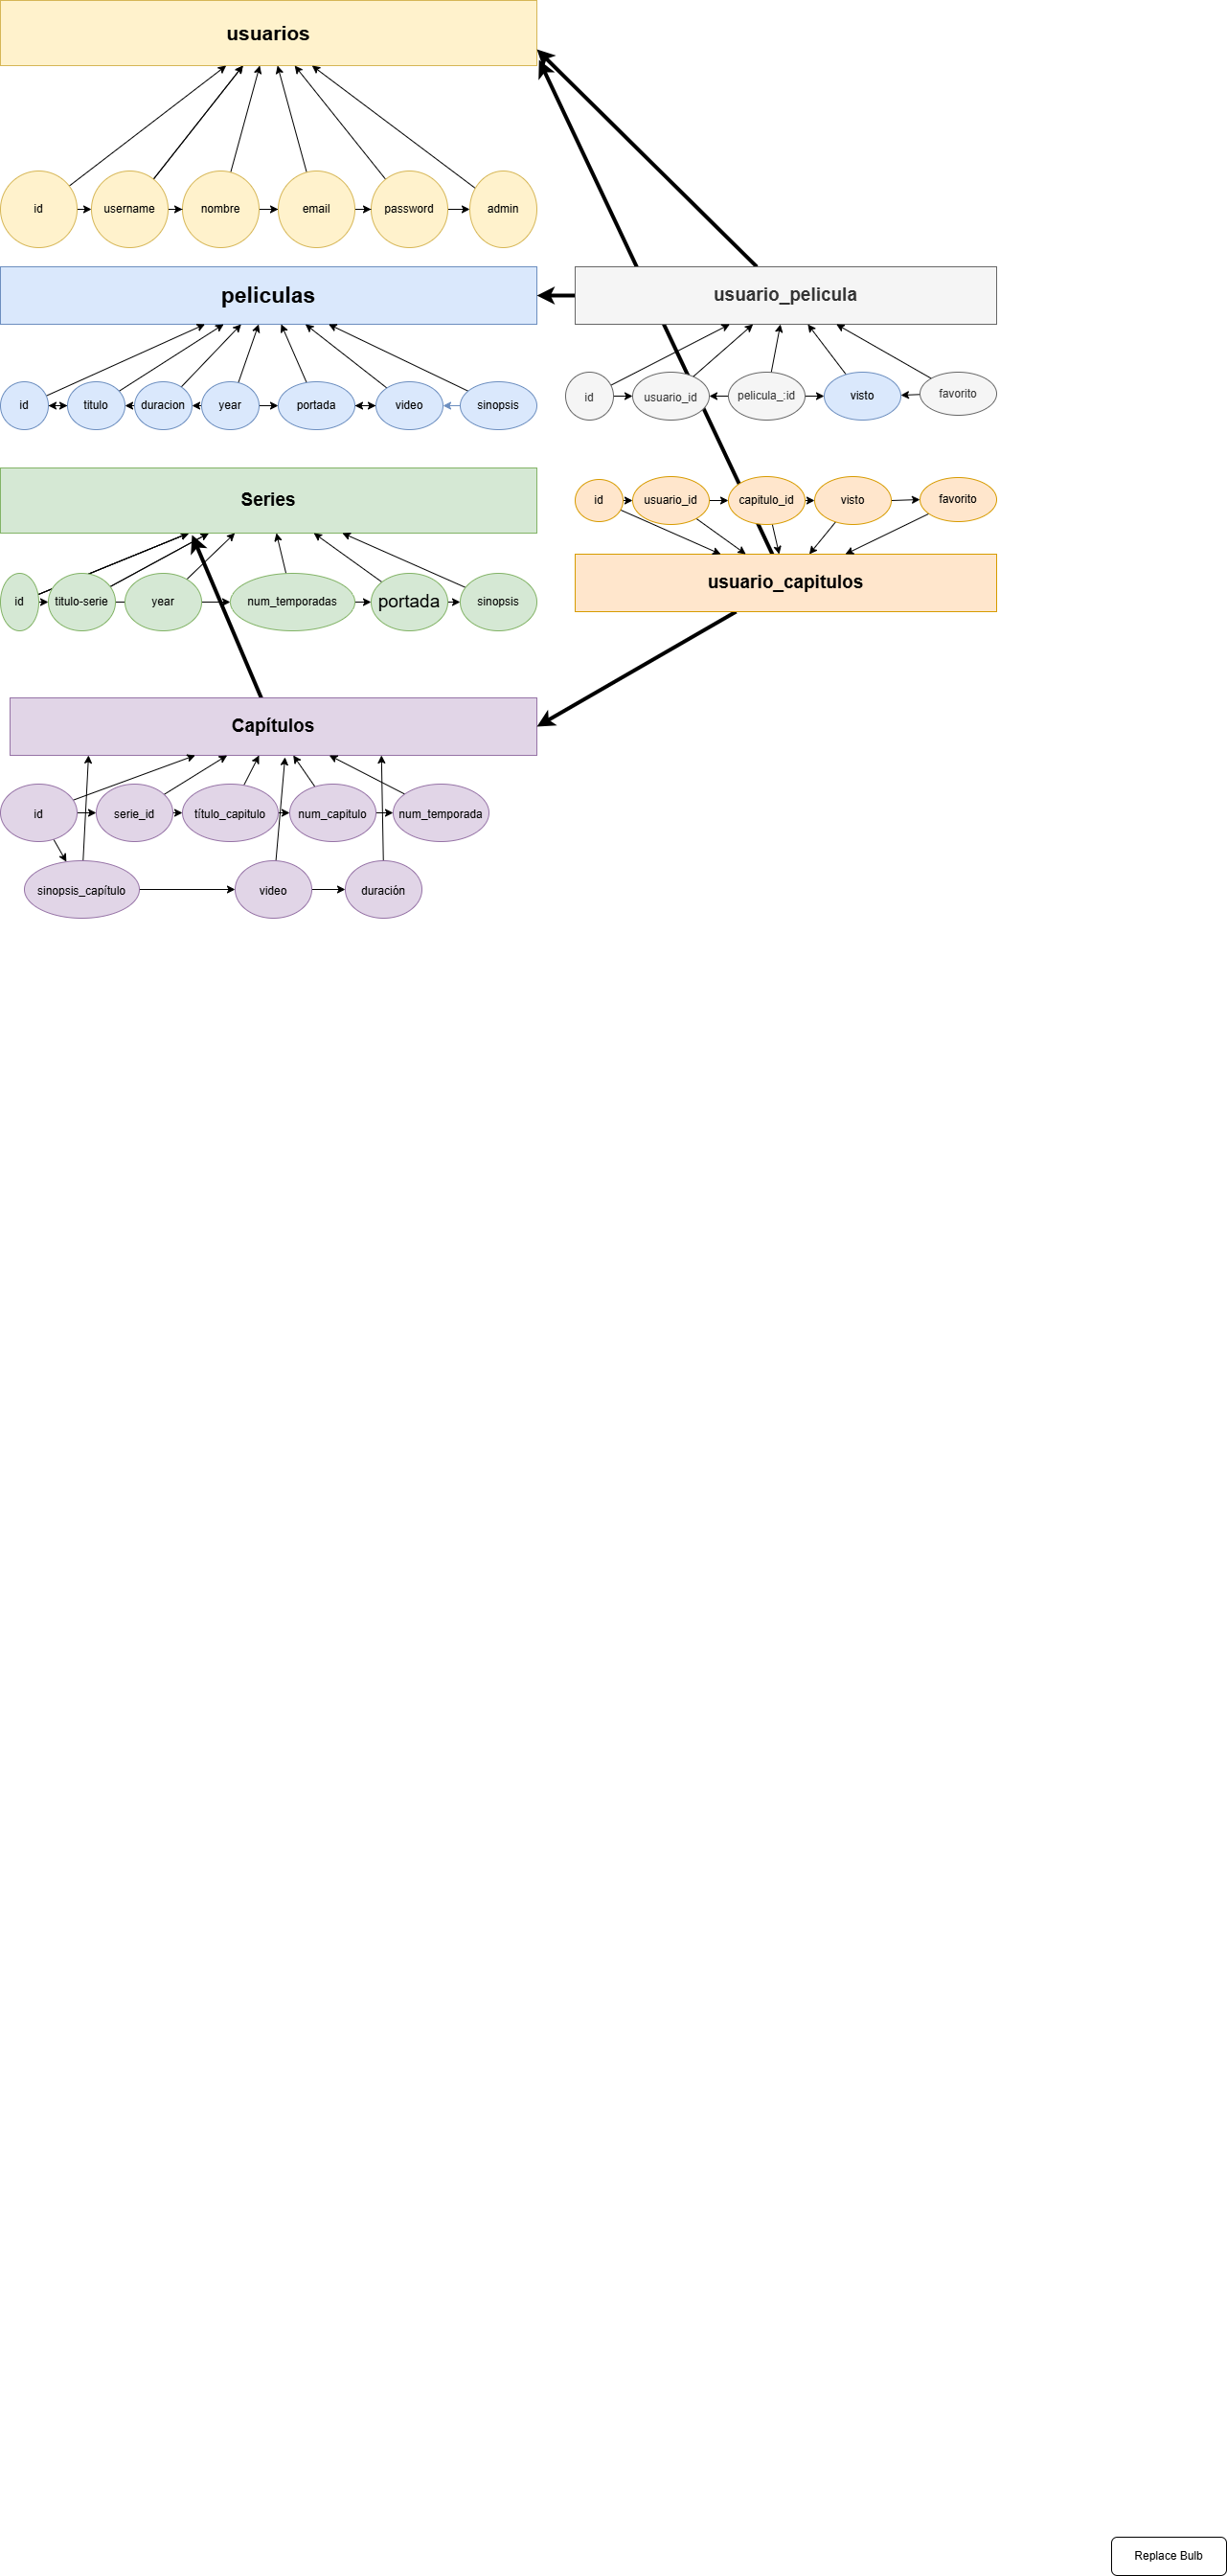 usuarios
id
username
nombre
email
password
admin
peliculas
usuario_pelicula
id
titulo
duracion
year
portada
video
sinopsis
id
usuario_id
pelicula_:id
visto
favorito
Series
id
usuario_id
capitulo_id
visto
favorito
usuario_capitulos
id
titulo-serie
year
num_temporadas
portada
sinopsis
Capítulos
id
serie_id
título_capitulo
num_capitulo
num_temporada
sinopsis_capítulo
video
duración
Replace Bulb